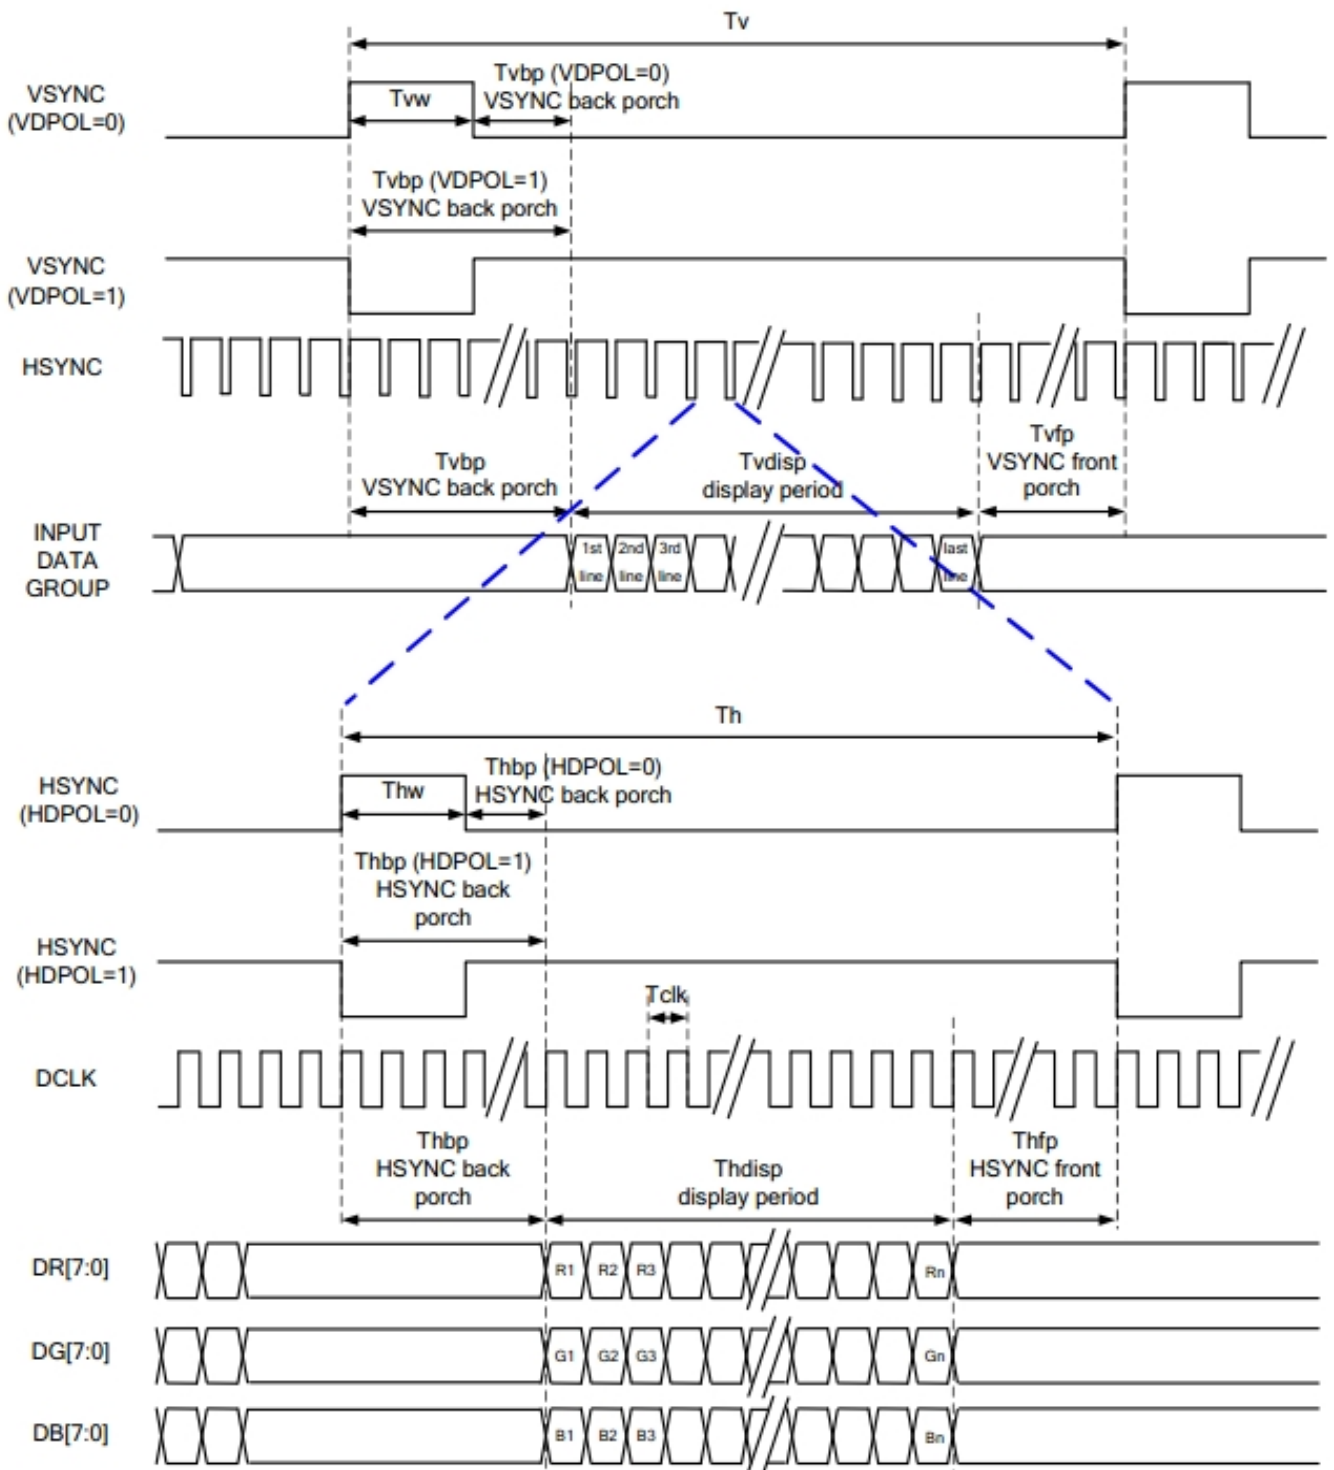 Tv
VSYNC
(VDPOL=0)
Tvw
Tvbp (VDPOL=0)
VSYNC back porch
Tvbp (VDPOL=1)
VSYNC back porch
VSYNC
(VDPOL=1)
HSYNC
Tvbp
VSYNC back porch
Tvdisp
display period
Tvfp
VSYNC front
porch
INPUT
DATA
GROUP
1st
line
2nd
line
3rd
line
last
line
Th
HSYNC
(HDPOL=0)
Thw
Thbp (HDPOL=0)
HSYNC back porch
Thbp (HDPOL=1)
HSYNC back
porch
HSYNC
(HDPOL=1)
Tclk
DCLK
Thbp
HSYNC back
porch
Thdisp
display period
Thfp
HSYNC front
porch
DR[7:0]
R1 R2 R3 Rn
DG[7:0]
G1 G2 G3 Gn
DB[7:0]
B1 B2 B3 Bn